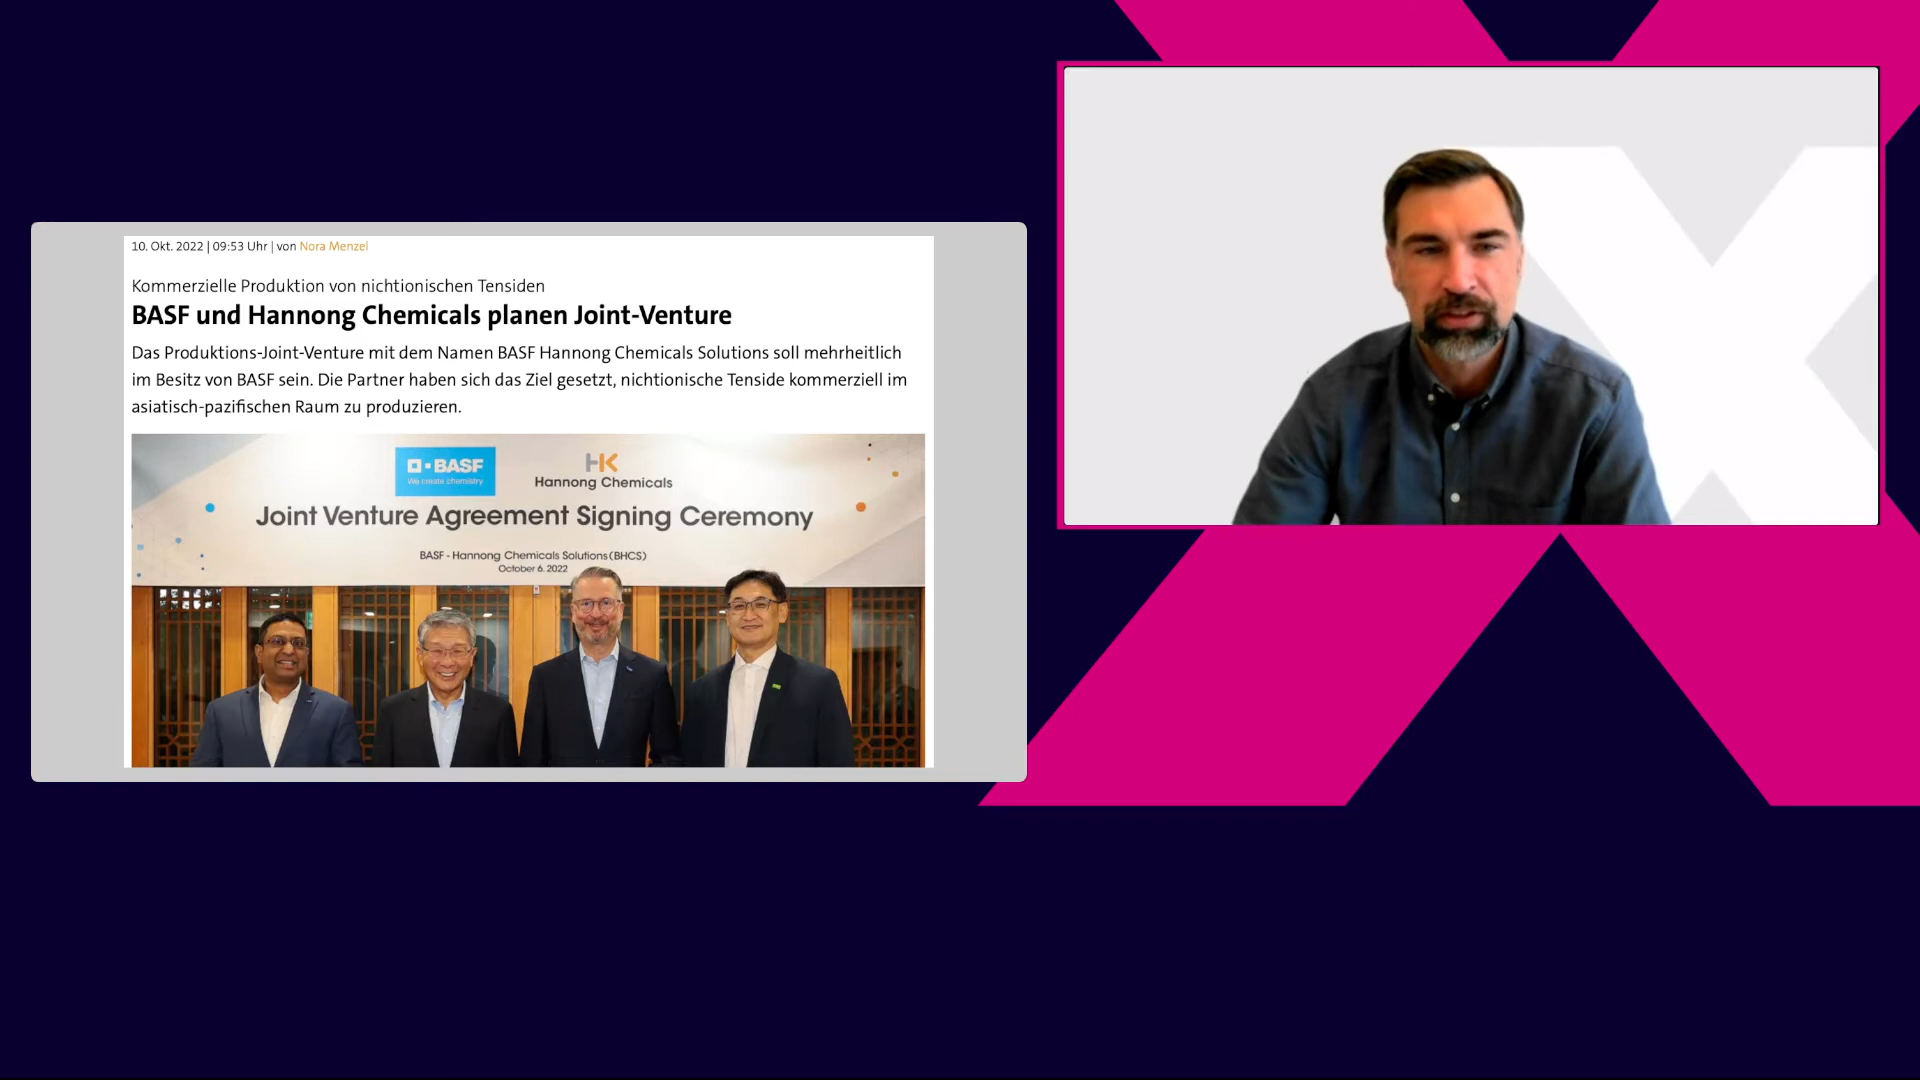 10. Okt. 2022 | 09:53 Uhr | von Nora Menzel
Kommerzielle Produktion von nichtionischen Tensiden
BASF und Hannong Chemicals planen Joint-Venture
Das Produktions-Joint-Venture mit dem Namen BASF Hannong Chemicals Solutions soll mehrheitlich
im Besitz von BASF sein. Die Partner haben sich das Ziel gesetzt, nichtionische Tenside kommerziell im
asiatisch-pazifischen Raum zu produzieren.
BASF
We create chemistry
HK
Hannong Chemicals
Joint Venture Agreement Signing Ceremony
BASF - Hannong Chemicals Solutions (BHCS)
October 6. 2022